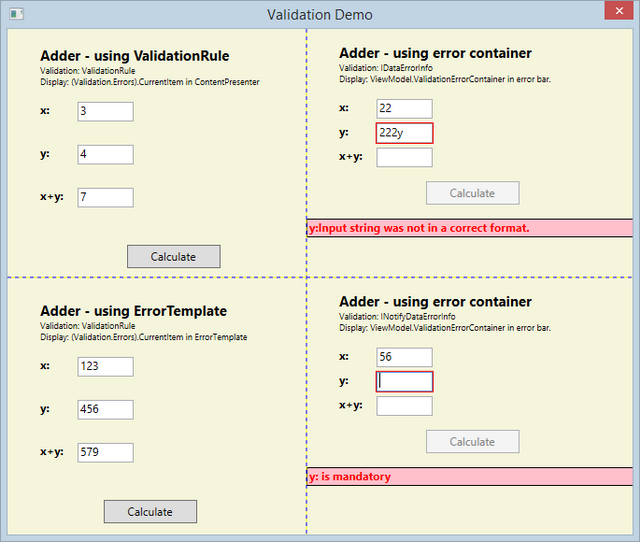 Validation Demo
Adder - using ValidationRule
Validation: ValidationRule
Display: (Validation.Errors).CurrentItem in ContentPresenter
x: 3
y: 4
x+y: 7
Calculate
Adder - using error container
Validation: IDataErrorInfo
Display: ViewModel.ValidationErrorContainer in error bar.
x: 22
y: 222y
x+y:
Calculate
y:Input string was not in a correct format.
Adder - using ErrorTemplate
Validation: ValidationRule
Display: (Validation.Errors).CurrentItem in ErrorTemplate
x: 123
y: 456
x+y: 579
Calculate
Adder - using error container
Validation: INotifyDataErrorInfo
Display: ViewModel.ValidationErrorContainer in error bar.
x: 56
y:
x+y:
Calculate
y: is mandatory